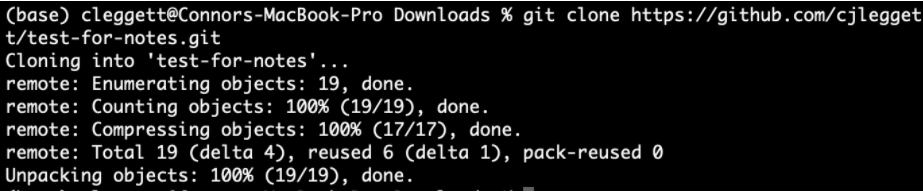 (base) cleggett@Connors-MacBook-Pro Downloads % git clone https://github.com/cjlegget
t/test-for-notes.git
Cloning into 'test-for-notes'...
remote: Enumerating objects: 19, done.
remote: Counting objects: 100% (19/19), done.
remote: Compressing objects: 100% (17/17), done.
remote: Total 19 (delta 4), reused 6 (delta 1), pack-reused 0
Unpacking objects: 100% (19/19), done.